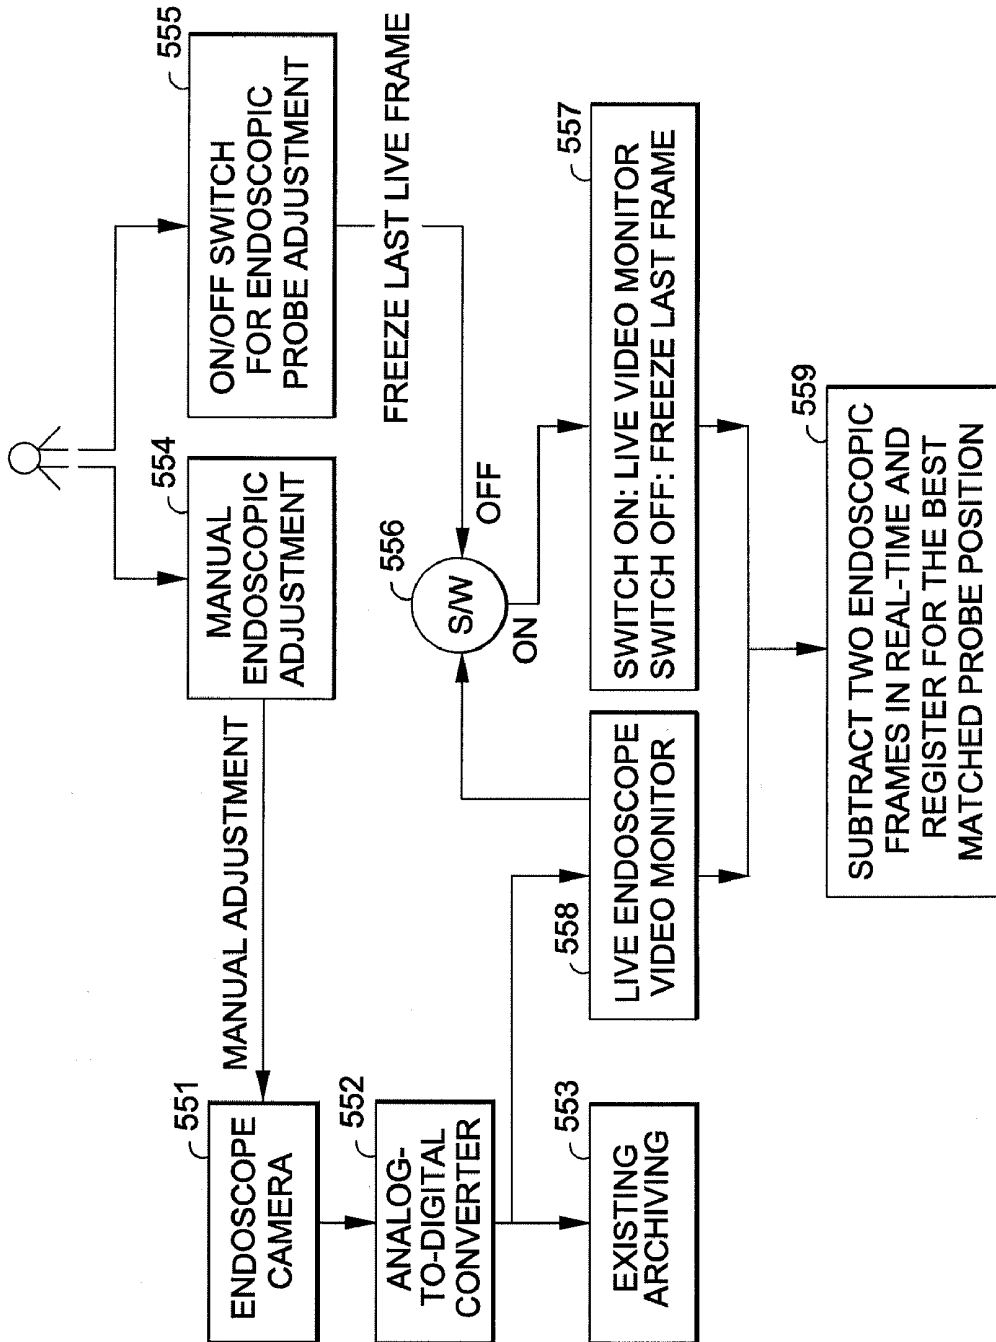 551
ENDOSCOPE
CAMERA
MANUAL ADJUSTMENT
554
MANUAL
ENDOSCOPIC
ADJUSTMENT
555
ON/OFF SWITCH
FOR ENDOSCOPIC
PROBE ADJUSTMENT
FREEZE LAST LIVE FRAME
552
ANALOG-
TO-DIGITAL
CONVERTER
556
S/W
OFF
ON
553
EXISTING
ARCHIVING
558
LIVE ENDOSCOPE
VIDEO MONITOR
557
SWITCH ON: LIVE VIDEO MONITOR
SWITCH OFF: FREEZE LAST FRAME
559
SUBTRACT TWO ENDOSCOPIC
FRAMES IN REAL-TIME AND
REGISTER FOR THE BEST
MATCHED PROBE POSITION